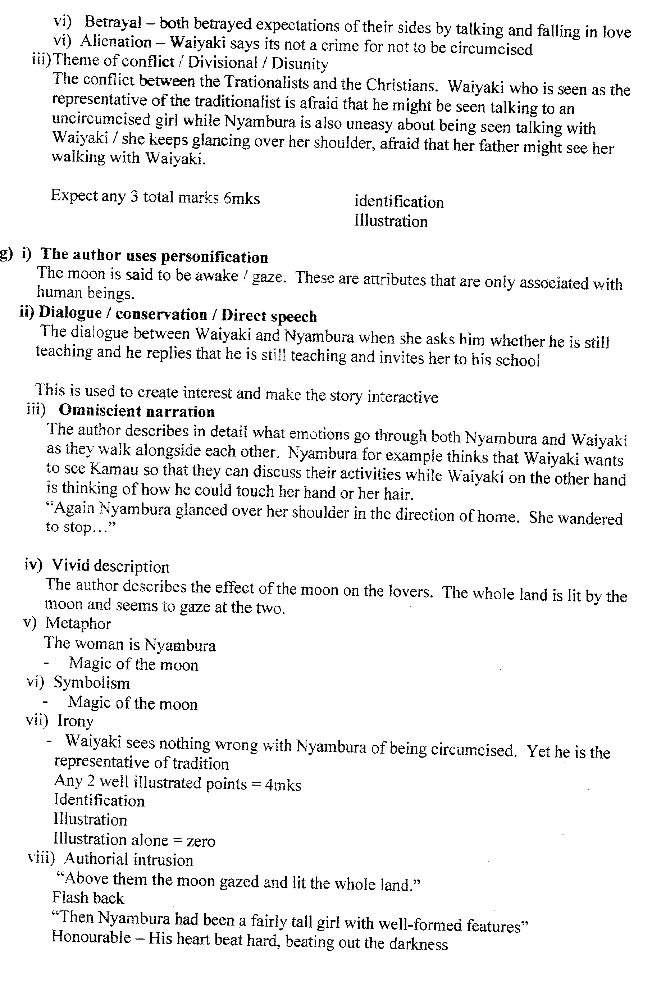 vi) Betrayal – both betrayed expectations of their sides by talking and falling in love
vi) Alienation – Waiyaki says its not a crime for not to be circumcised
iii)Theme of conflict / Divisional / Disunity
The conflict between the Trationalists and the Christians. Waiyaki who is seen as the
representative of the traditionalist is afraid that he might be seen talking to an
uncircumcised girl while Nyambura is also uneasy about being seen talking with
Waiyaki / she keeps glancing over her shoulder, afraid that her father might see her
walking with Waiyaki.
Expect any 3 total marks 6mks identification
Illustration
g) i) The author uses personification
The moon is said to be awake / gaze. These are attributes that are only associated with
human beings.
ii) Dialogue / conservation / Direct speech
The dialogue between Waiyaki and Nyambura when she asks him whether he is still
teaching and he replies that he is still teaching and invites her to his school
This is used to create interest and make the story interactive
iii) Omniscient narration
The author describes in detail what emotions go through both Nyambura and Waiyaki
as they walk alongside each other. Nyambura for example thinks that Waiyaki wants
to see Kamau so that they can discuss their activities while Waiyaki on the other hand
is thinking of how he could touch her hand or her hair.
“Again Nyambura glanced over her shoulder in the direction of home. She wandered
to stop...”
iv) Vivid description
The author describes the effect of the moon on the lovers. The whole land is lit by the
moon and seems to gaze at the two.
v) Metaphor
The woman is Nyambura
- Magic of the moon
vi) Symbolism
- Magic of the moon
vii) Irony
- Waiyaki sees nothing wrong with Nyambura of being circumcised. Yet he is the
representative of tradition
Any 2 well illustrated points = 4mks
Identification
Illustration
Illustration alone = zero
viii) Authorial intrusion
“Above them the moon gazed and lit the whole land.”
Flash back
“Then Nyambura had been a fairly tall girl with well-formed features”
Honourable – His heart beat hard, beating out the darkness